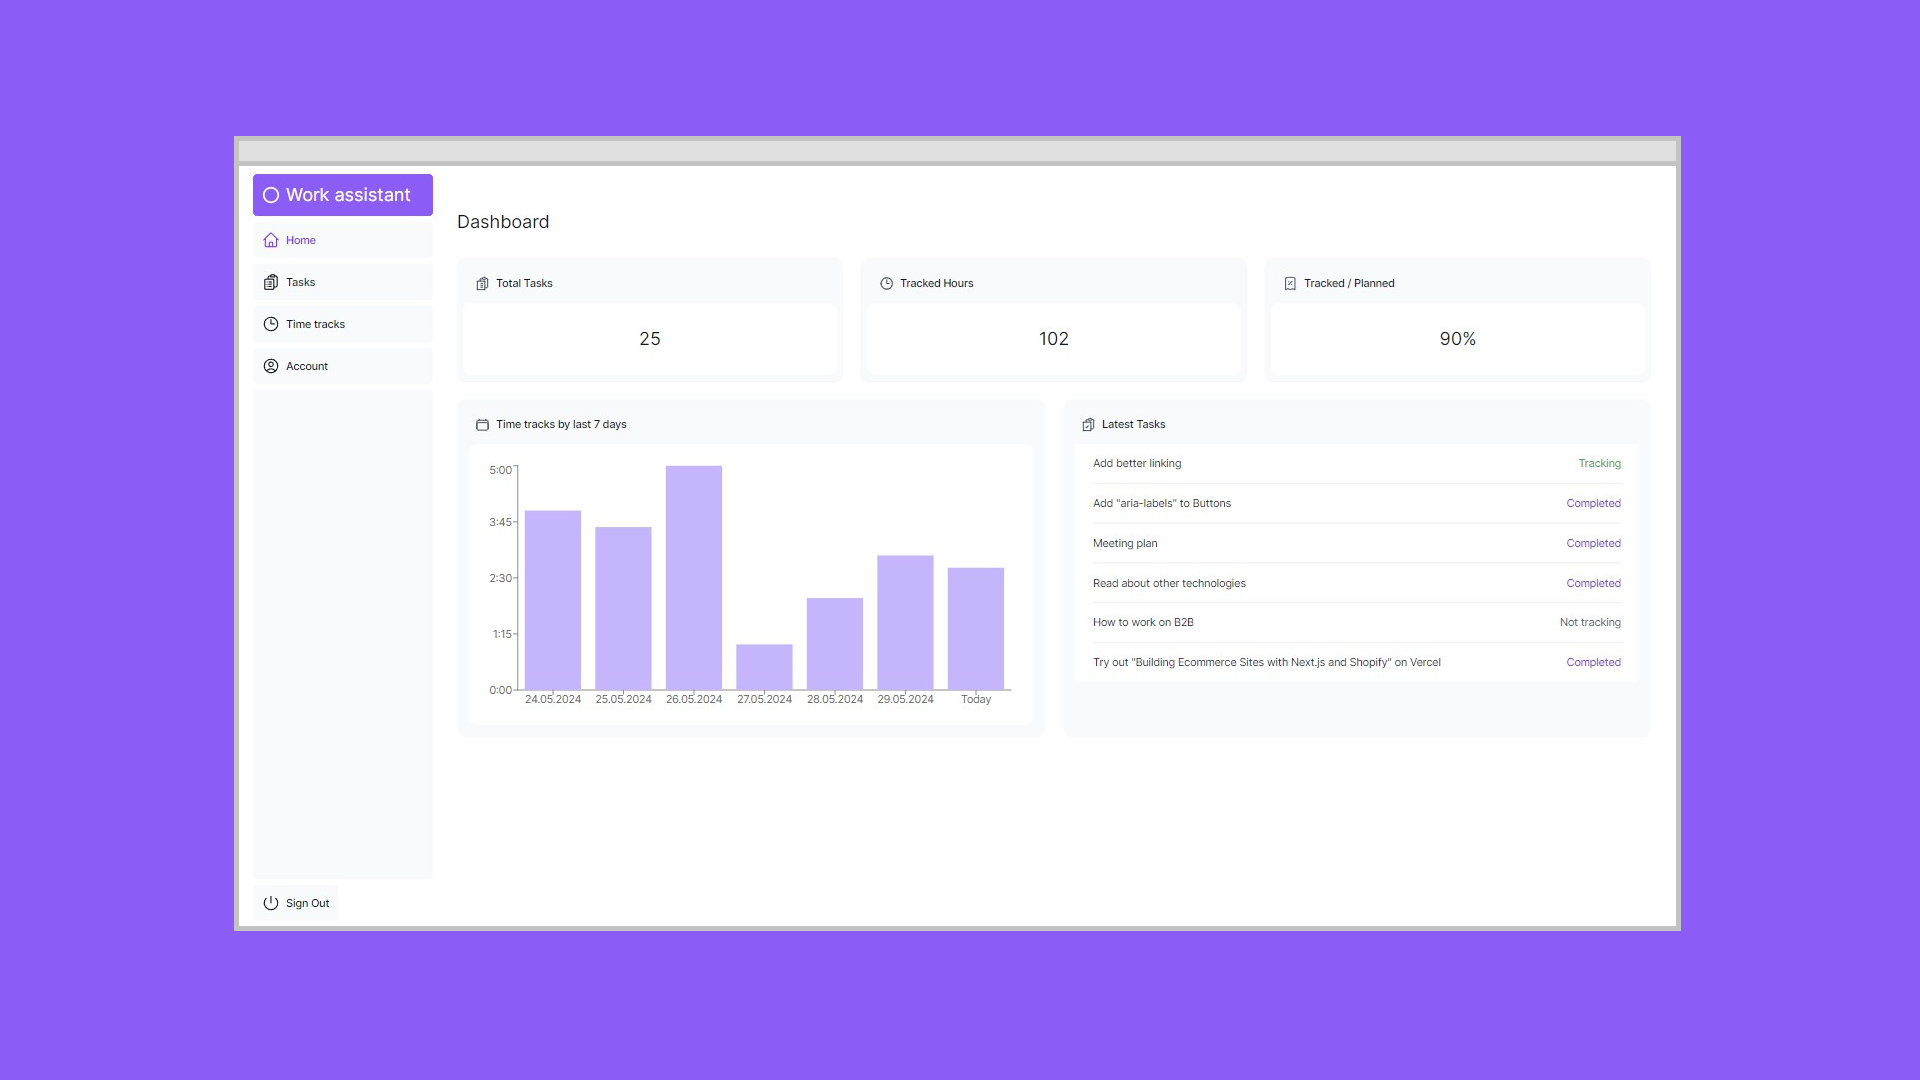 Work assistant
Home
Tasks
Time tracks
Account
Sign Out
Dashboard
Total Tasks
25
Tracked Hours
102
Tracked / Planned
90%
Time tracks by last 7 days
5:00
3:45
2:30
1:15
0:00
24.05.2024 25.05.2024 26.05.2024 27.05.2024 28.05.2024 29.05.2024 Today
Latest Tasks
Add better linking Tracking
Add "aria-labels" to Buttons Completed
Meeting plan Completed
Read about other technologies Completed
How to work on B2B Not tracking
Try out "Building Ecommerce Sites with Next.js and Shopify" on Vercel Completed